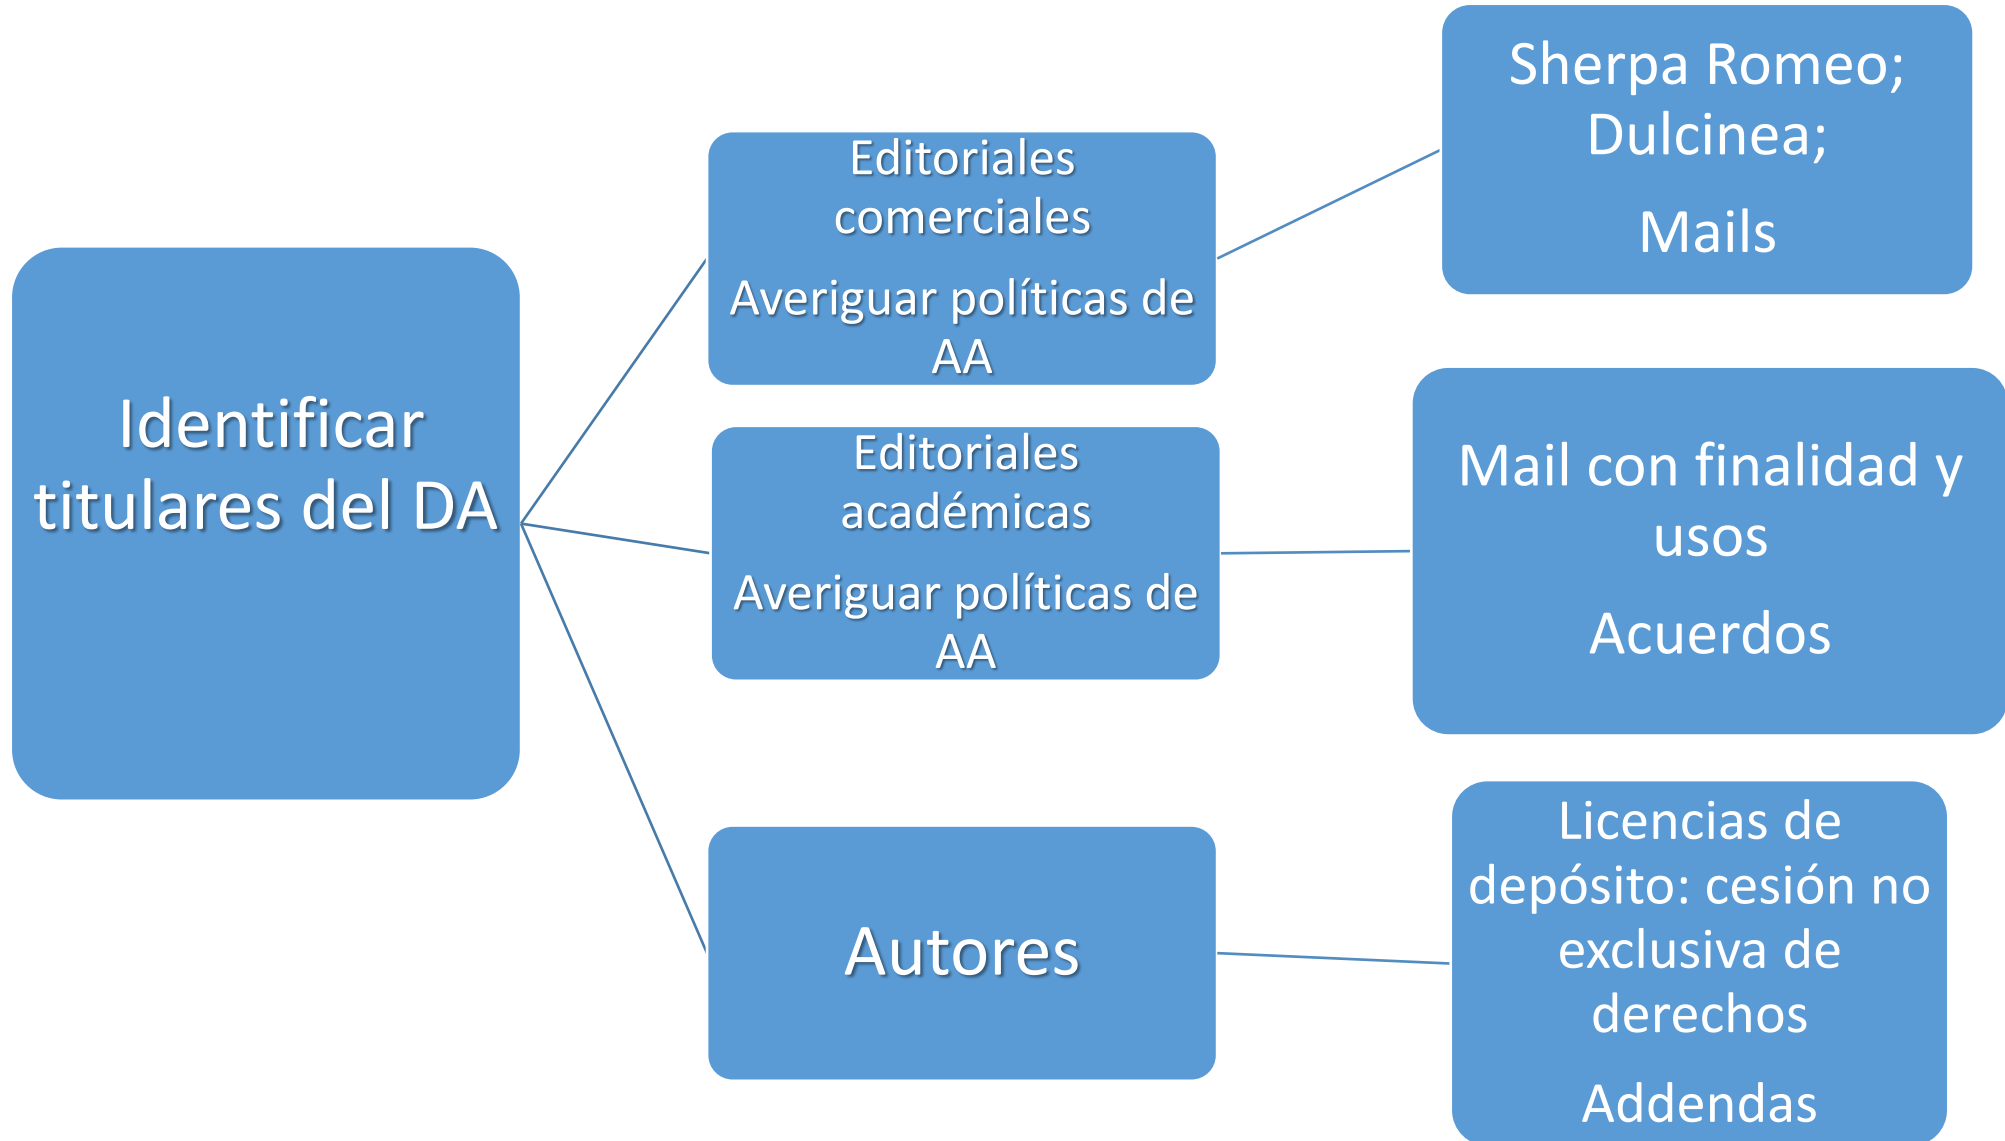 Identificar
titulares del DA
Editoriales
comerciales
Averiguar políticas de
AA
Sherpa Romeo;
Dulcinea;
Mails
Editoriales
académicas
Averiguar políticas de
AA
Mail con finalidad y
usos
Acuerdos
Autores
Licencias de
depósito: cesión no
exclusiva de
derechos
Addendas